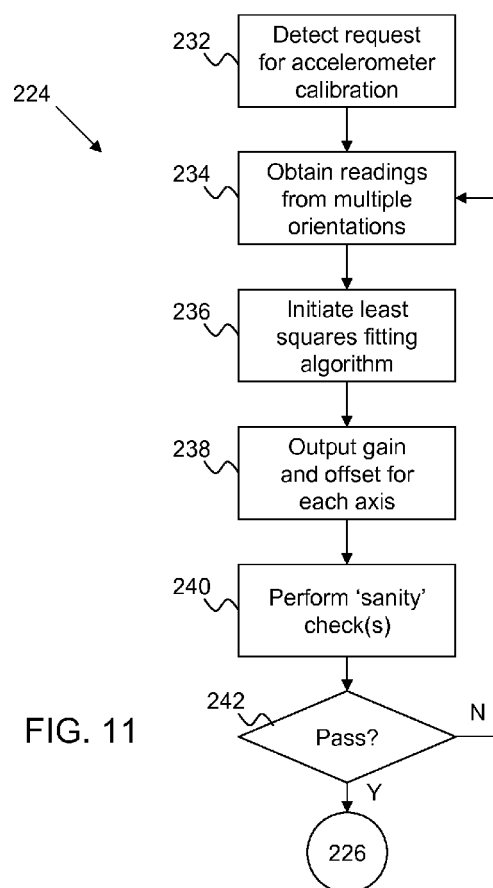 232
Detect request
for accelerometer
calibration
224
234
Obtain readings
from multiple
orientations
236
Initiate least
squares fitting
algorithm
238
Output gain
and offset for
each axis
240
Perform ‘sanity’
check(s)
242
Pass?
N
FIG. 11
Y
226